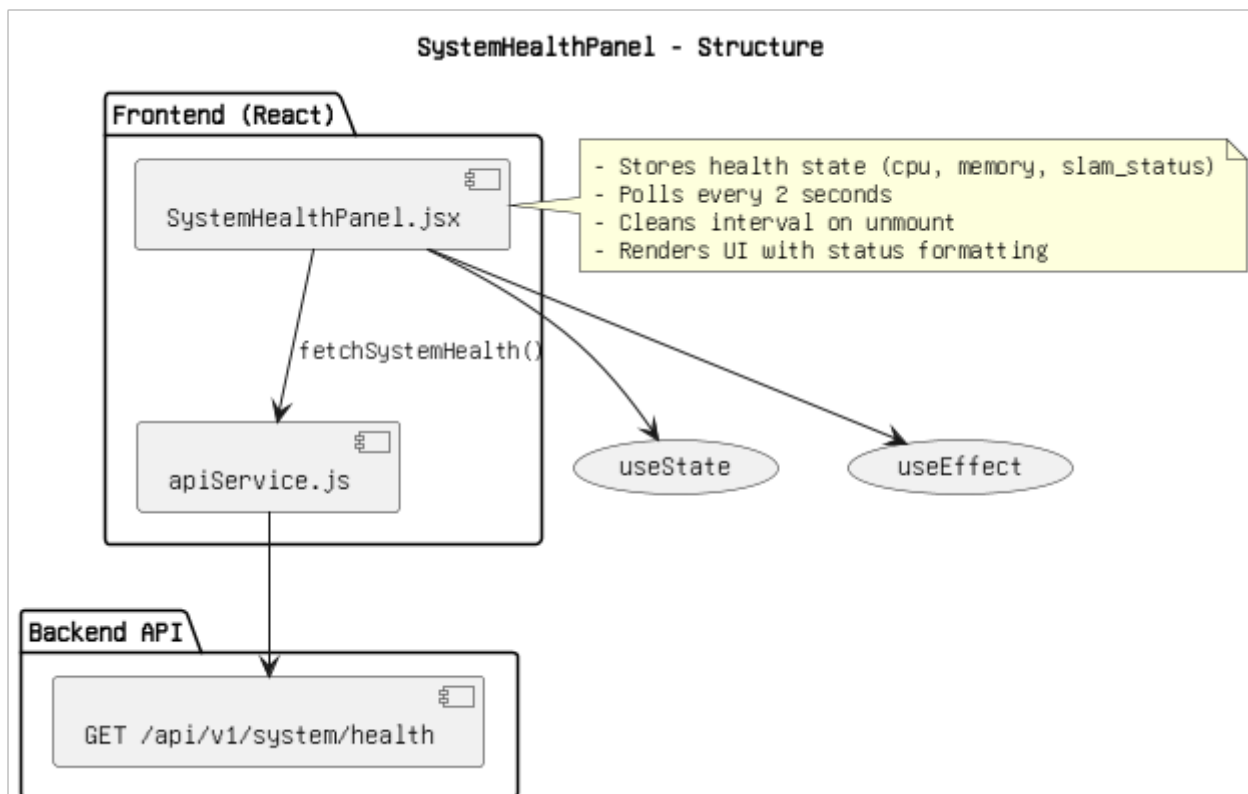 SystemHealthPanel - Structure
Frontend (React)
SystemHealthPanel.jsx
- Stores health state (cpu, memory, slam_status)
- Polls every 2 seconds
- Cleans interval on unmount
- Renders UI with status formatting
fetchSystemHealth()
apiService.js
useState
useEffect
Backend API
GET /api/v1/system/health